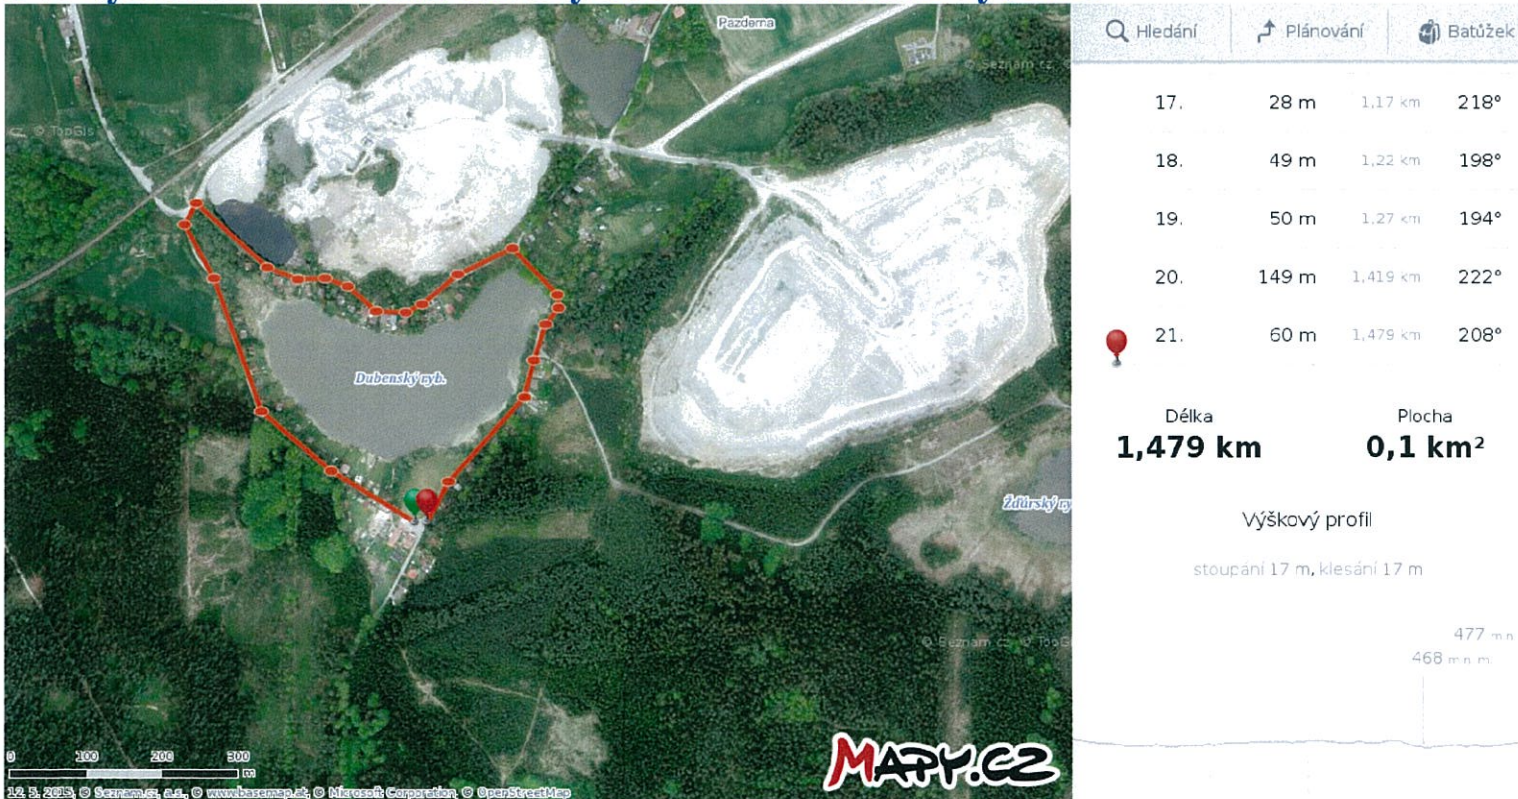 Pazderna
© Seznam.cz,
cz, © TopGis
Dubenský ryb.
Žďárský ry
© Seznam.cz, © TopGi
0 100 200 300
m
MAPY.CZ
12. 5. 2015, © Seznam.cz, a.s., © www.basemap.at, © Microsoft Corporation, © OpenStreetMap
Hledání Plánování Batůžek
17. 28 m 1,17 km 218°
18. 49 m 1,22 km 198°
19. 50 m 1,27 km 194°
20. 149 m 1,419 km 222°
21. 60 m 1,479 km 208°
Délka Plocha
1,479 km 0,1 km²
Výškový profil
stoupání 17 m, klesání 17 m
477 m n
468 m n. m.